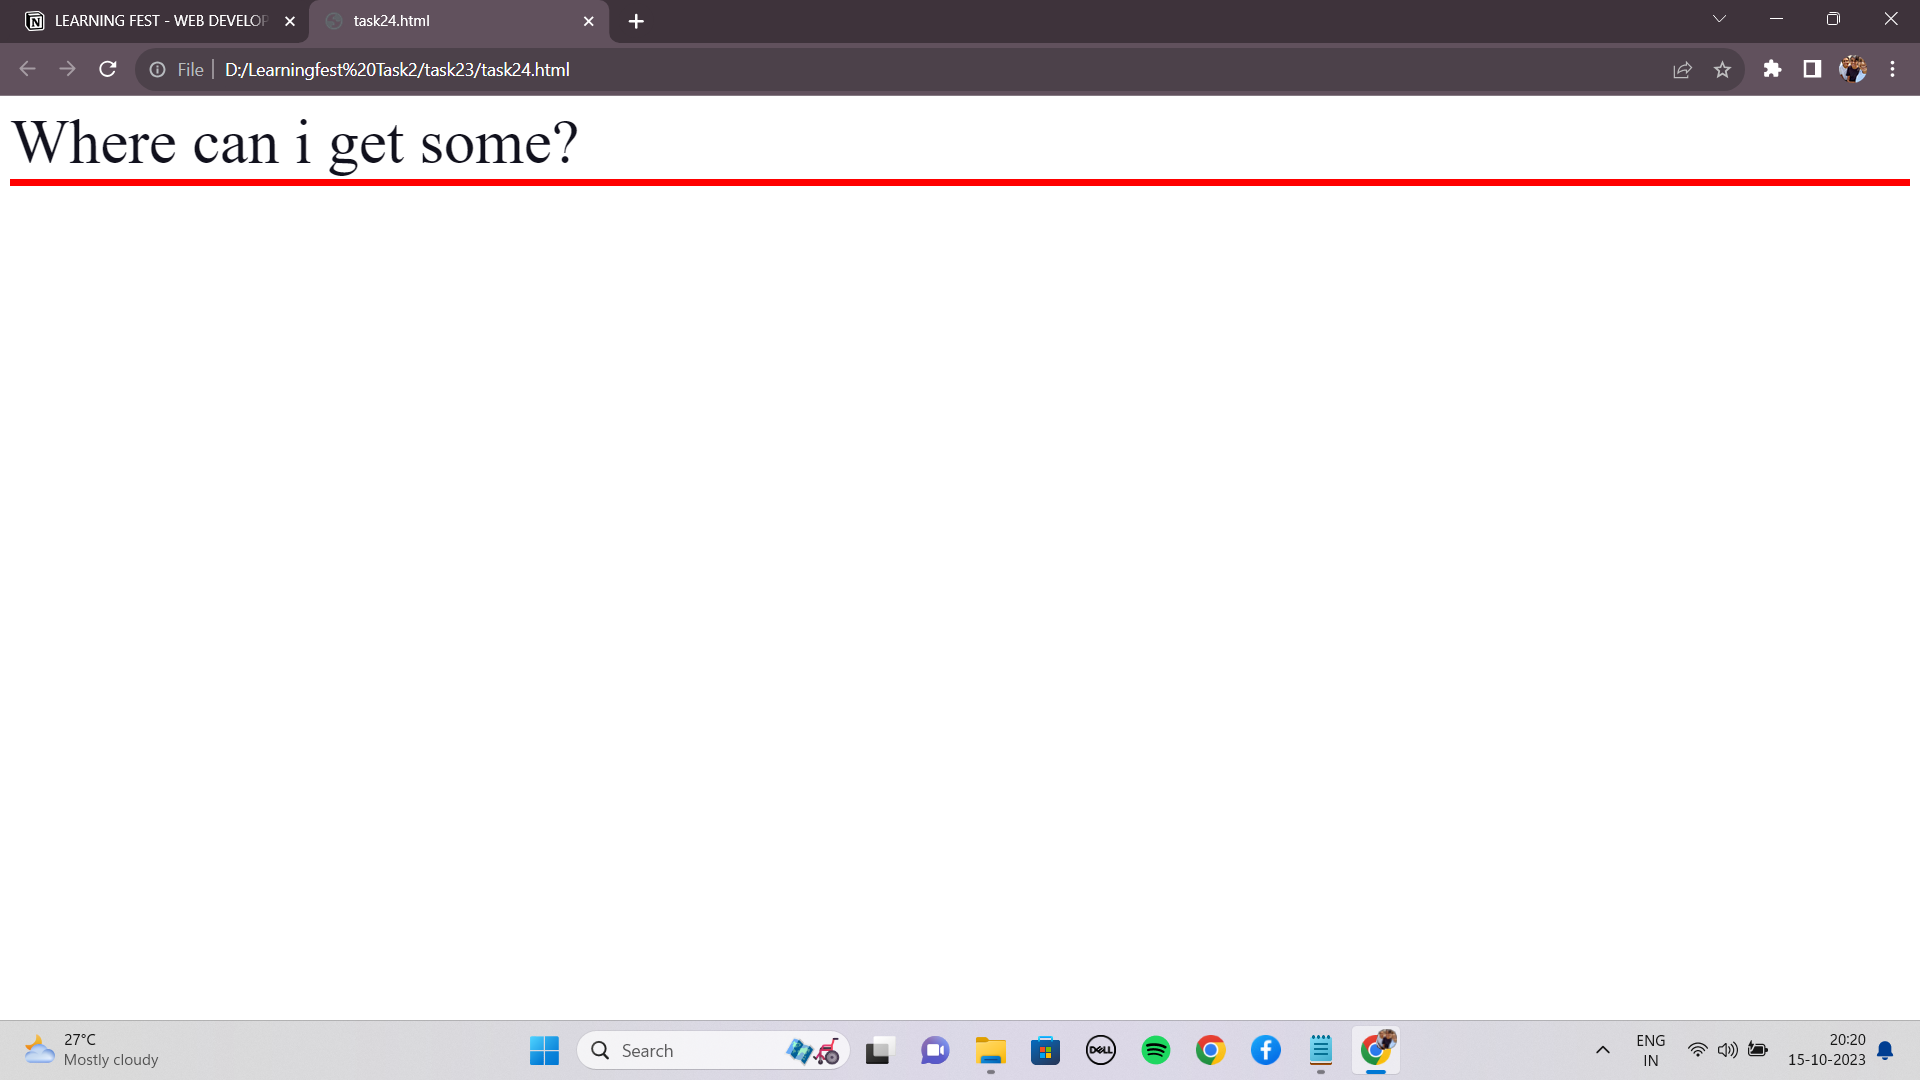 LEARNING FEST - WEB DEVELOP
task24.html
File
D:/Learningfest%20Task2/task23/task24.html
Where can i get some?
27°C
Mostly cloudy
Search
DELL
ENG
IN
20:20
15-10-2023